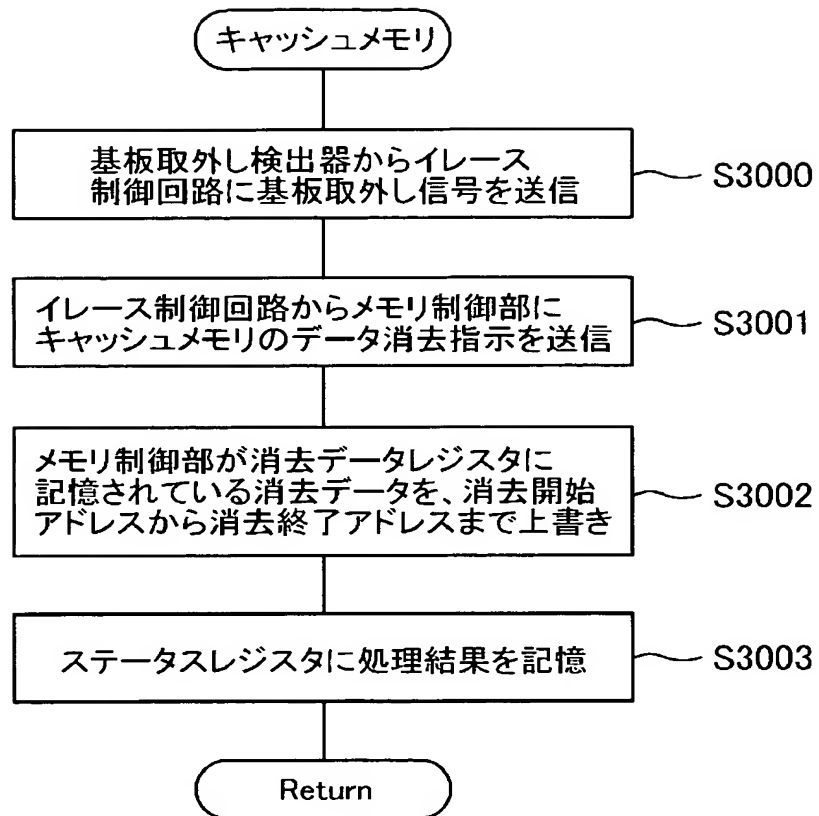 キャッシュメモリ
基板取外し検出器からイレース
制御回路に基板取外し信号を送信
S3000
イレース制御回路からメモリ制御部に
キャッシュメモリのデータ消去指示を送信
S3001
メモリ制御部が消去データレジスタに
記憶されている消去データを、消去開始
アドレスから消去終了アドレスまで上書き
S3002
ステータスレジスタに処理結果を記憶
S3003
Return